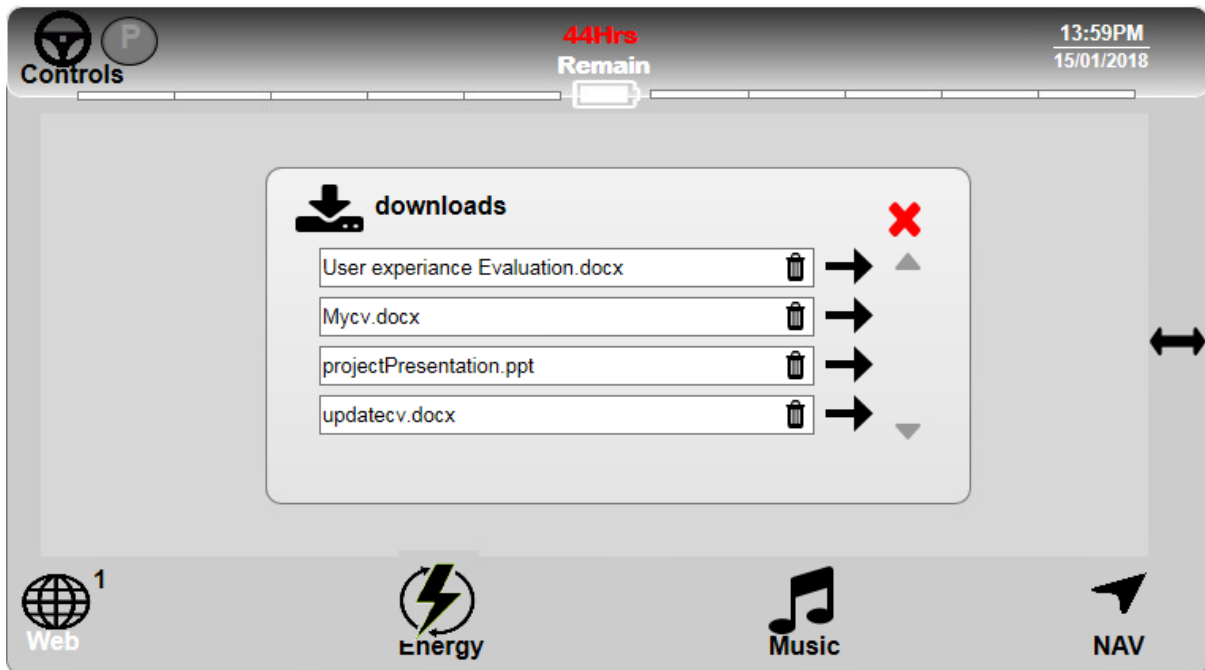 P
Controls
44Hrs
Remain
13:59PM
15/01/2018
downloads
User experiance Evaluation.docx
Mycv.docx
projectPresentation.ppt
updatecv.docx
1
Web
Energy
Music
NAV